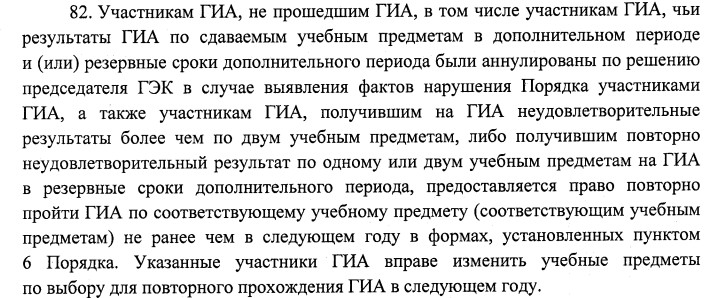 82. Участникам ГИА, не прошедшим ГИА, в том числе участникам ГИА, чьи
результаты ГИА по сдаваемым учебным предметам в дополнительном периоде
и (или) резервные сроки дополнительного периода были аннулированы по решению
председателя ГЭК в случае выявления фактов нарушения Порядка участниками
ГИА, а также участникам ГИА, получившим на ГИА неудовлетворительные
результаты более чем по двум учебным предметам, либо получившим повторно
неудовлетворительный результат по одному или двум учебным предметам на ГИА
в резервные сроки дополнительного периода, предоставляется право повторно
пройти ГИА по соответствующему учебному предмету (соответствующим учебным
предметам) не ранее чем в следующем году в формах, установленных пунктом
6 Порядка. Указанные участники ГИА вправе изменить учебные предметы
по выбору для повторного прохождения ГИА в следующем году.